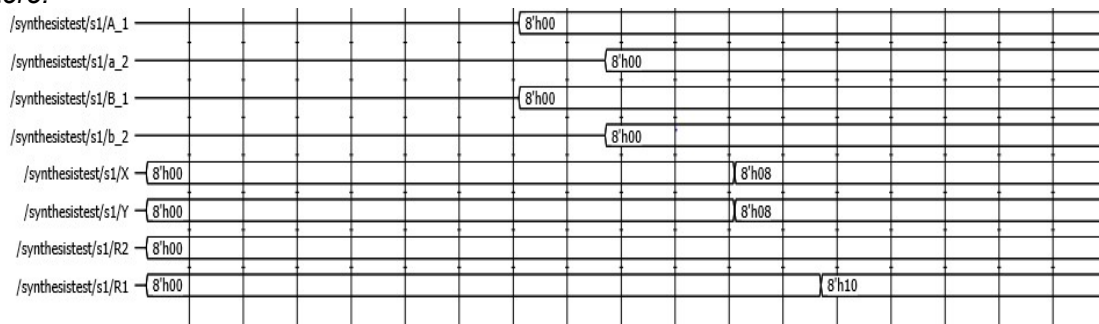 /synthesistest/s1/A_1 8'h00
/synthesistest/s1/a_2 8'h00
/synthesistest/s1/B_1 8'h00
/synthesistest/s1/b_2 8'h00
/synthesistest/s1/X 8'h00 8'h08
/synthesistest/s1/Y 8'h00 8'h08
/synthesistest/s1/R2 8'h00
/synthesistest/s1/R1 8'h00 8'h10